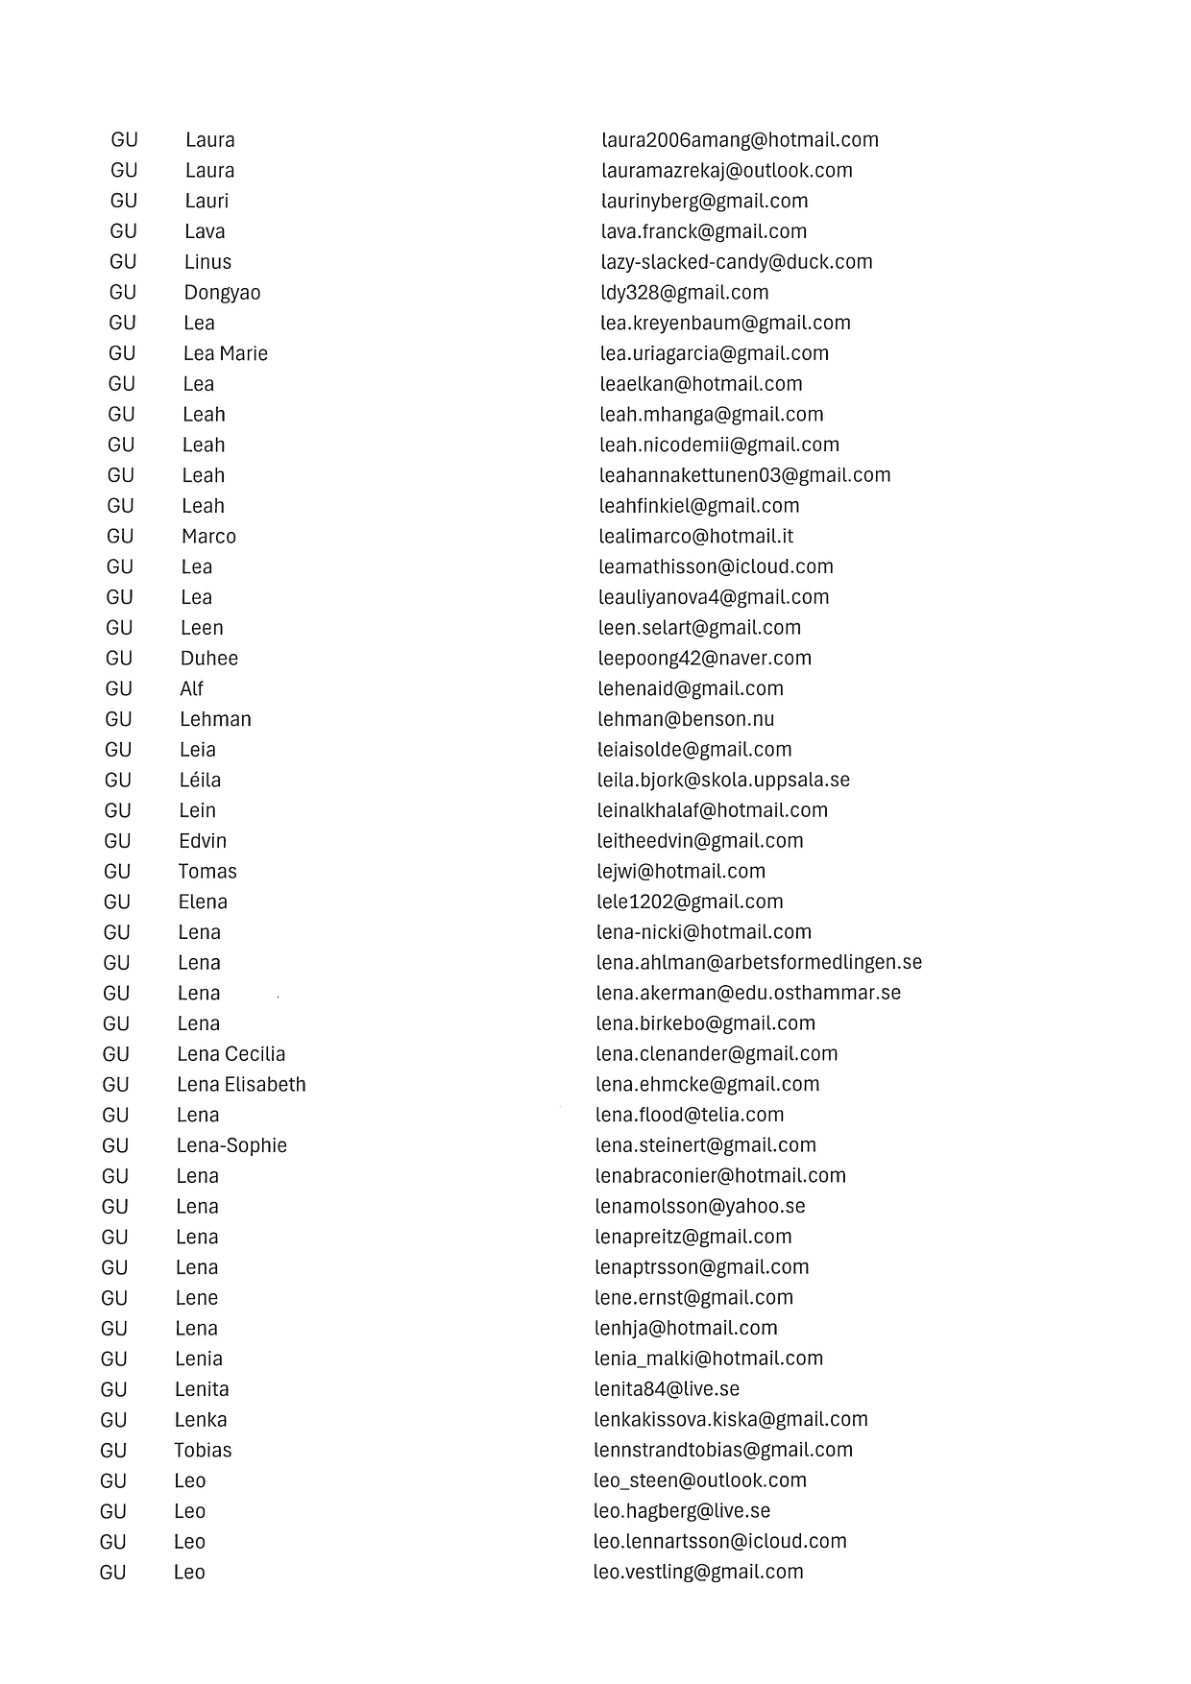 GU Laura laura2006amang@hotmail.com
GU Laura lauramazrekaj@outlook.com
GU Lauri laurinyberg@gmail.com
GU Lava lava.franck@gmail.com
GU Linus lazy-slacked-candy@duck.com
GU Dongyao ldy328@gmail.com
GU Lea lea.kreyenbaum@gmail.com
GU Lea Marie lea.uriagarcia@gmail.com
GU Lea leaelkan@hotmail.com
GU Leah leah.mhanga@gmail.com
GU Leah leah.nicodemii@gmail.com
GU Leah leahannakettunen03@gmail.com
GU Leah leahfinkiel@gmail.com
GU Marco lealimarco@hotmail.it
GU Lea leamathisson@icloud.com
GU Lea leauliyanova4@gmail.com
GU Leen leen.selart@gmail.com
GU Duhee leepoong42@naver.com
GU Alf lehenaid@gmail.com
GU Lehman lehman@benson.nu
GU Leia leiaisolde@gmail.com
GU Léila leila.bjork@skola.uppsala.se
GU Lein leinalkhalaf@hotmail.com
GU Edvin leitheedvin@gmail.com
GU Tomas lejwi@hotmail.com
GU Elena lele1202@gmail.com
GU Lena lena-nicki@hotmail.com
GU Lena lena.ahlman@arbetsformedlingen.se
GU Lena lena.akerman@edu.osthammar.se
GU Lena lena.birkebo@gmail.com
GU Lena Cecilia lena.clenander@gmail.com
GU Lena Elisabeth lena.ehmcke@gmail.com
GU Lena lena.flood@telia.com
GU Lena-Sophie lena.steinert@gmail.com
GU Lena lenabraconier@hotmail.com
GU Lena lenamolsson@yahoo.se
GU Lena lenapreitz@gmail.com
GU Lena lenaptrsson@gmail.com
GU Lene lene.ernst@gmail.com
GU Lena lenhja@hotmail.com
GU Lenia lenia_malki@hotmail.com
GU Lenita lenita84@live.se
GU Lenka lenkakissova.kiska@gmail.com
GU Tobias lennstrandtobias@gmail.com
GU Leo leo_steen@outlook.com
GU Leo leo.hagberg@live.se
GU Leo leo.lennartsson@icloud.com
GU Leo leo.vestling@gmail.com